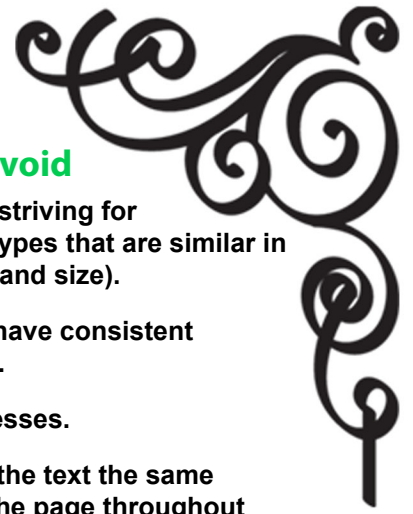 void
striving for
ypes that are similar in
and size).
have consistent
.
esses.
the text the same
he page throughout